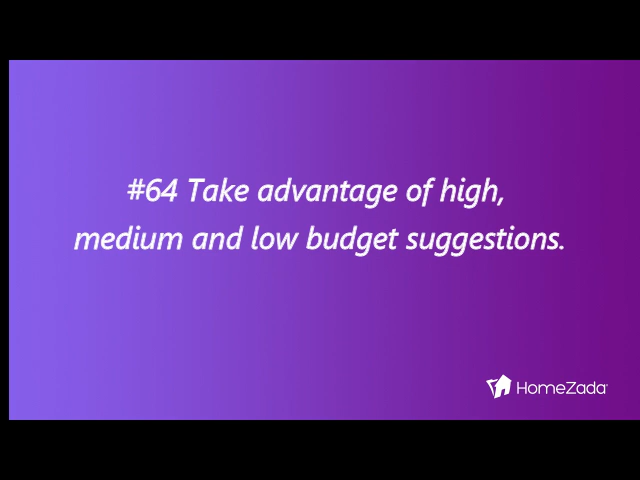 #64 Take advantage of high,
medium and low budget suggestions.
HomeZada